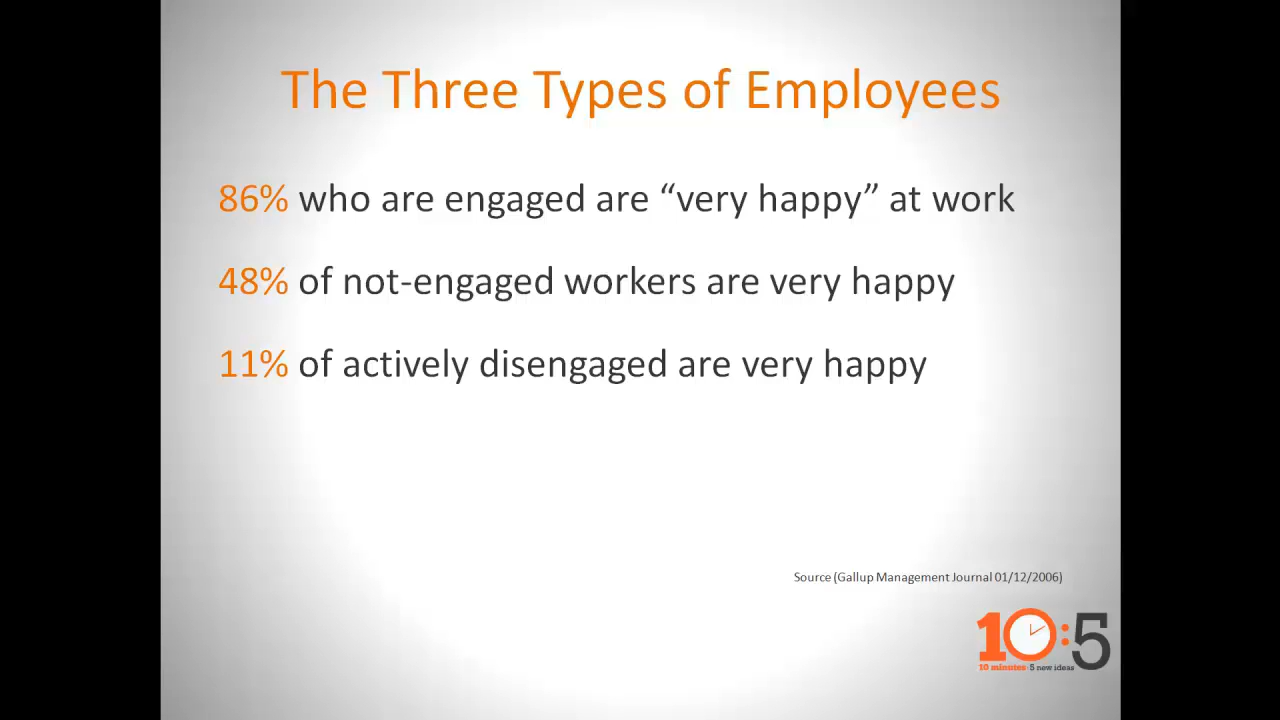 The Three Types of Employees
86% who are engaged are “very happy” at work
48% of not-engaged workers are very happy
11% of actively disengaged are very happy
Source (Gallup Management Journal 01/12/2006)
10:5
10 minutes · 5 new ideas